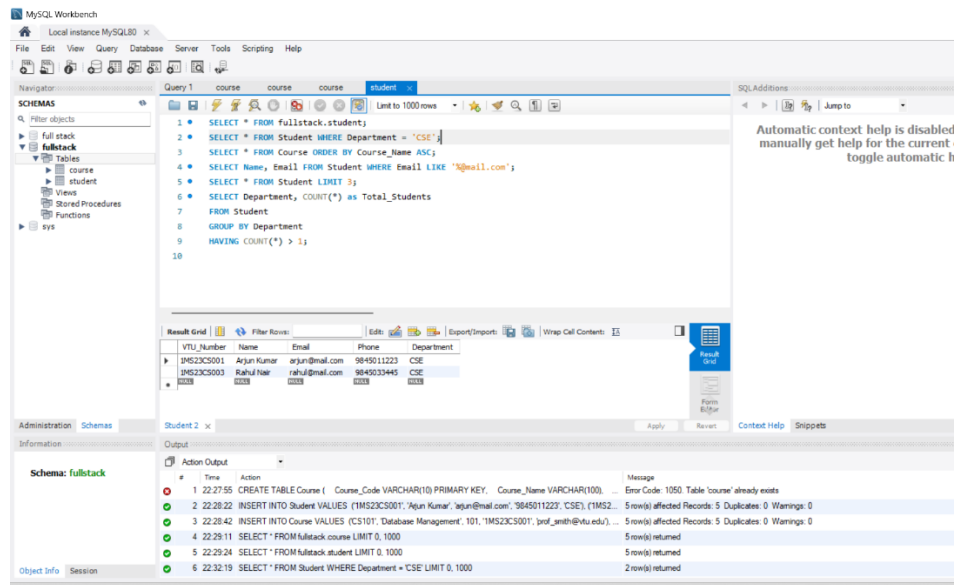 MySQL Workbench
Local instance MySQL80 ×
File Edit View Query Database Server Tools Scripting Help
Navigator
SCHEMAS
Filter objects
full stack
fullstack
Tables
course
student
Views
Stored Procedures
Functions
sys
Administration Schemas
Information
Schema: fullstack
Object Info Session
Query 1 course course course student ×
Limit to 1000 rows
1 SELECT * FROM fullstack.student;
2 SELECT * FROM Student WHERE Department = 'CSE';
3 SELECT * FROM Course ORDER BY Course_Name ASC;
4 SELECT Name, Email FROM Student WHERE Email LIKE '%@mail.com';
5 SELECT * FROM Student LIMIT 3;
6 SELECT Department, COUNT(*) as Total_Students
7 FROM Student
8 GROUP BY Department
9 HAVING COUNT(*) > 1;
10
Result Grid Filter Rows: Edit: Export/Import: Wrap Cell Content:
VTU_Number Name Email Phone Department
1MS23CS001 Arjun Kumar arjun@mail.com 9845011223 CSE
1MS23CS003 Rahul Nair rahul@mail.com 9845033445 CSE
NULL NULL NULL NULL NULL
Result Grid
Form Editor
Student 2 × Apply Revert
SQLAdditions
Jump to
Automatic context help is disabled
manually get help for the current
toggle automatic h
Context Help Snippets
Output
Action Output
# Time Action Message
1 22:27:55 CREATE TABLE Course ( Course_Code VARCHAR(10) PRIMARY KEY, Course_Name VARCHAR(100), ... Error Code: 1050. Table 'course' already exists
2 22:28:22 INSERT INTO Student VALUES ('1MS23CS001', 'Arjun Kumar', 'arjun@mail.com', '9845011223', 'CSE'), ('1MS2... 5 row(s) affected Records: 5 Duplicates: 0 Warnings: 0
3 22:28:42 INSERT INTO Course VALUES ('CS101', 'Database Management', 101, '1MS23CS001', 'prof_smith@vtu.edu'), ... 5 row(s) affected Records: 5 Duplicates: 0 Warnings: 0
4 22:29:11 SELECT * FROM fullstack.course LIMIT 0, 1000 5 row(s) returned
5 22:29:24 SELECT * FROM fullstack.student LIMIT 0, 1000 5 row(s) returned
6 22:32:19 SELECT * FROM Student WHERE Department = 'CSE' LIMIT 0, 1000 2 row(s) returned